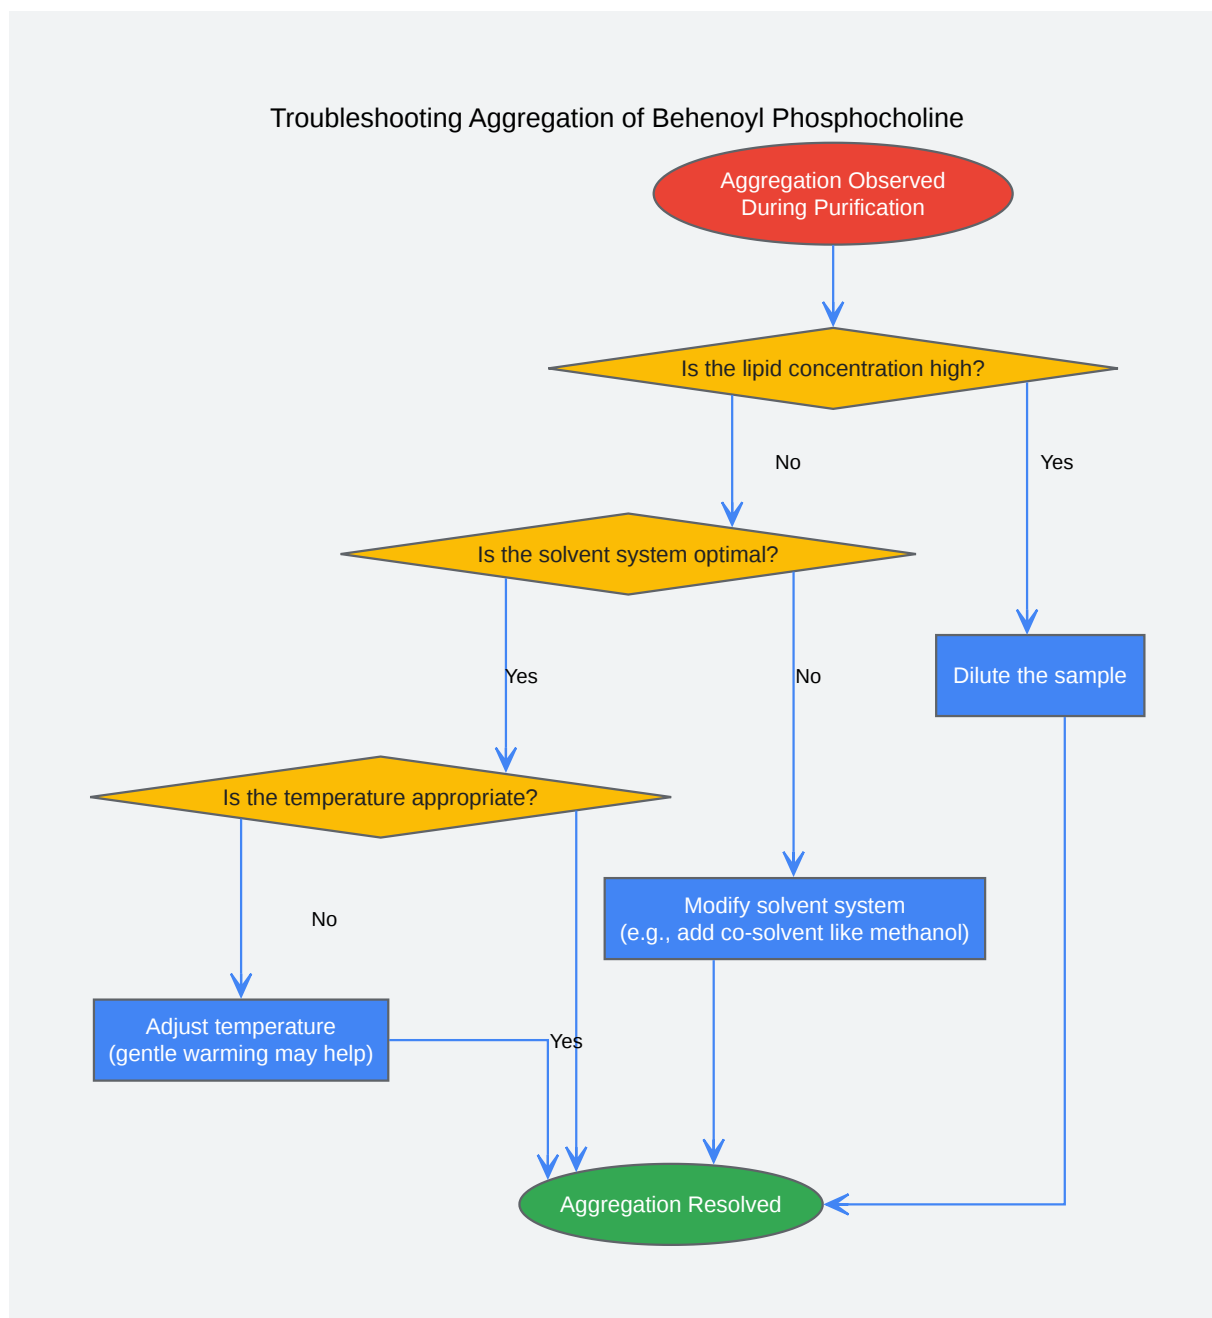 Troubleshooting Aggregation of Behenoyl Phosphocholine
Aggregation Observed
During Purification
Is the lipid concentration high?
No
Yes
Is the solvent system optimal?
Yes
No
Dilute the sample
Is the temperature appropriate?
No
Modify solvent system
(e.g., add co-solvent like methanol)
Adjust temperature
(gentle warming may help)
Yes
Aggregation Resolved